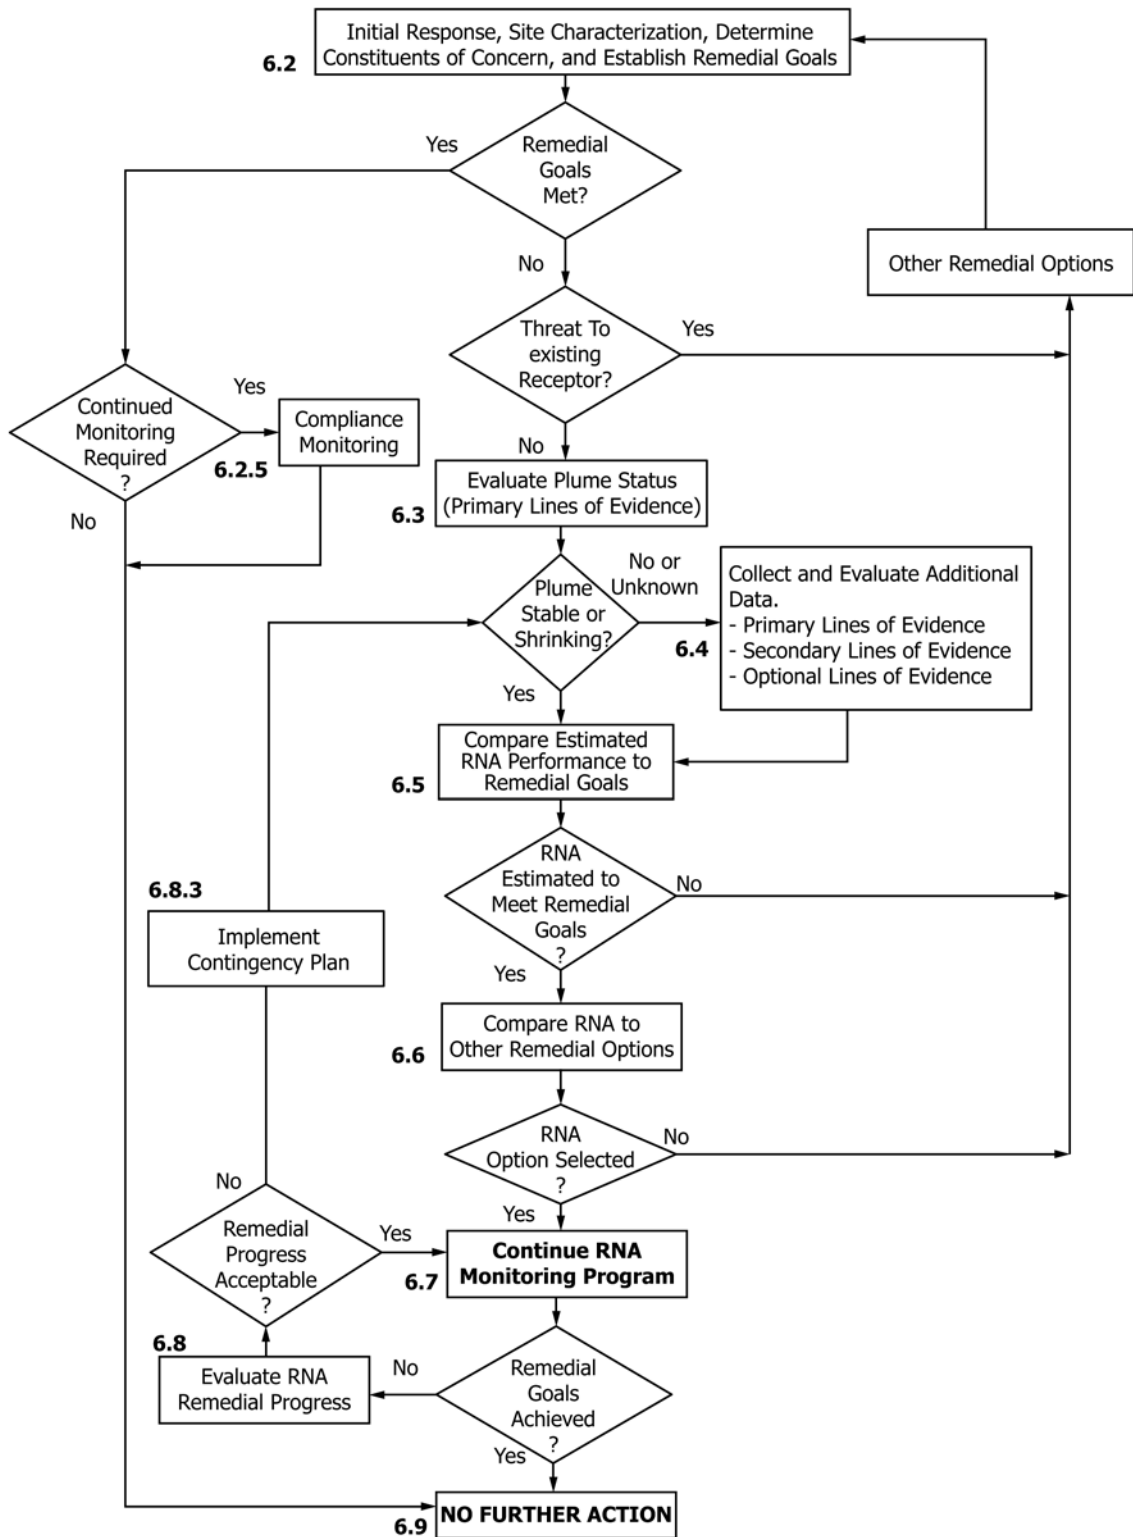 Initial Response, Site Characterization, Determine
Constituents of Concern, and Establish Remedial Goals
6.2
Yes
Remedial
Goals
Met?
No
Other Remedial Options
Threat To
existing
Receptor?
Yes
No
Continued
Monitoring
Required
?
Yes
6.2.5
Compliance
Monitoring
No
Evaluate Plume Status
(Primary Lines of Evidence)
6.3
Plume
Stable or
Shrinking?
No or
Unknown
6.4
Collect and Evaluate Additional
Data.
- Primary Lines of Evidence
- Secondary Lines of Evidence
- Optional Lines of Evidence
Yes
Compare Estimated
RNA Performance to
Remedial Goals
6.5
RNA
Estimated to
Meet Remedial
Goals
?
No
Yes
6.8.3
Implement
Contingency Plan
Compare RNA to
Other Remedial Options
6.6
RNA
Option Selected
?
No
Yes
No
Remedial
Progress
Acceptable
?
Yes
Continue RNA
Monitoring Program
6.7
6.8
Evaluate RNA
Remedial Progress
No
Remedial
Goals
Achieved
?
Yes
NO FURTHER ACTION
6.9